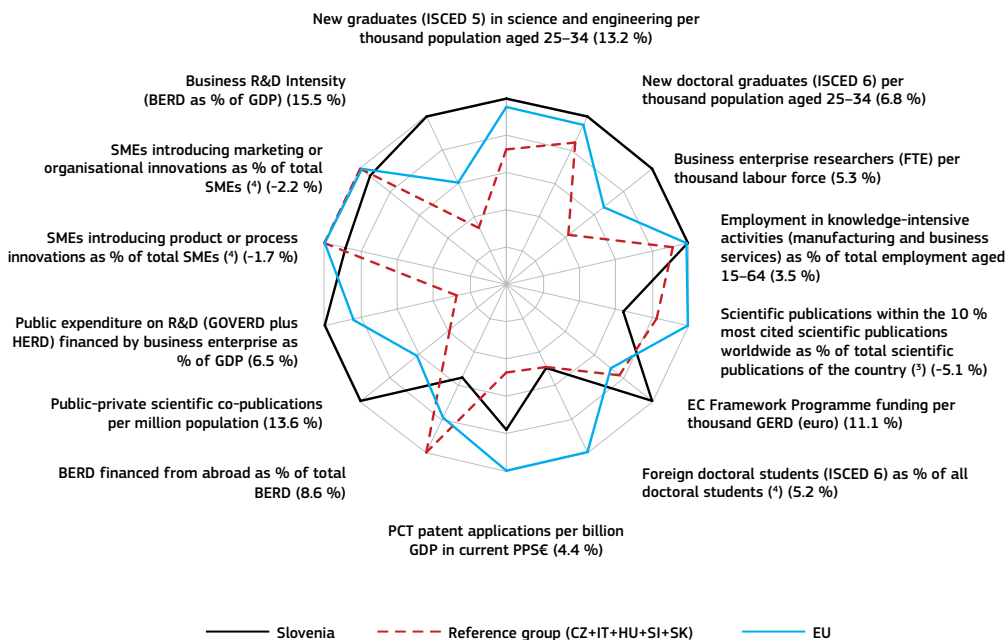 New graduates (ISCED 5) in science and engineering per
thousand population aged 25–34 (13.2 %)
Business R&D Intensity
(BERD as % of GDP) (15.5 %)
New doctoral graduates (ISCED 6) per
thousand population aged 25–34 (6.8 %)
SMEs introducing marketing or
organisational innovations as % of total
SMEs (⁴) (-2.2 %)
Business enterprise researchers (FTE) per
thousand labour force (5.3 %)
SMEs introducing product or process
innovations as % of total SMEs (⁴) (-1.7 %)
Employment in knowledge-intensive
activities (manufacturing and business
services) as % of total employment aged
15–64 (3.5 %)
Public expenditure on R&D (GOVERD plus
HERD) financed by business enterprise as
% of GDP (6.5 %)
Scientific publications within the 10 %
most cited scientific publications
worldwide as % of total scientific
publications of the country (³) (-5.1 %)
Public-private scientific co-publications
per million population (13.6 %)
EC Framework Programme funding per
thousand GERD (euro) (11.1 %)
BERD financed from abroad as % of total
BERD (8.6 %)
Foreign doctoral students (ISCED 6) as % of all
doctoral students (⁴) (5.2 %)
PCT patent applications per billion
GDP in current PPS€ (4.4 %)
Slovenia
Reference group (CZ+IT+HU+SI+SK)
EU